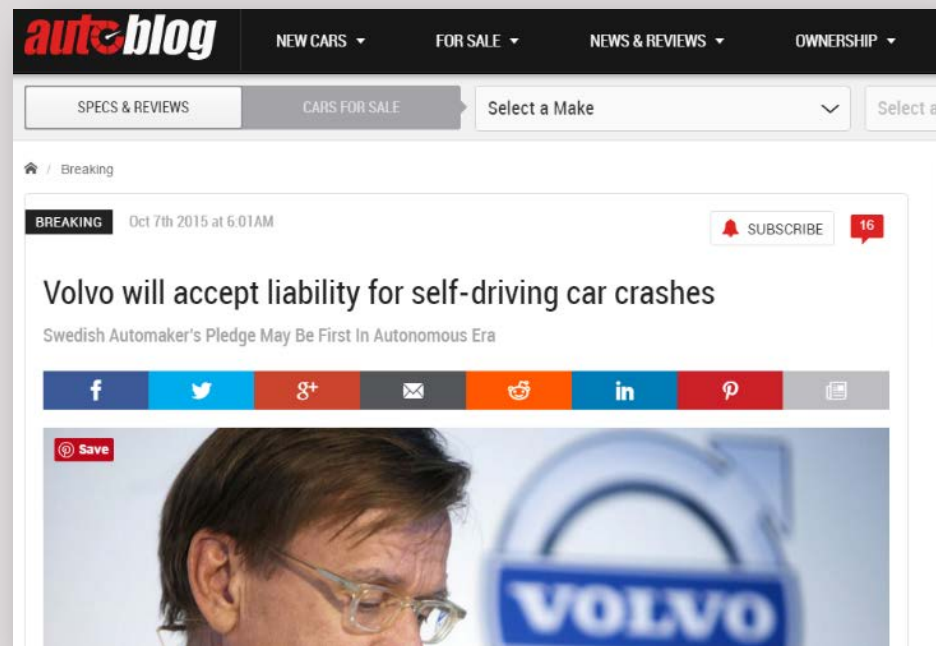 autoblog
NEW CARS FOR SALE NEWS & REVIEWS OWNERSHIP
SPECS & REVIEWS CARS FOR SALE Select a Make Select a
/ Breaking
BREAKING Oct 7th 2015 at 6:01AM SUBSCRIBE 16
Volvo will accept liability for self-driving car crashes
Swedish Automaker's Pledge May Be First In Autonomous Era
f g+ in
Save
VOLVO